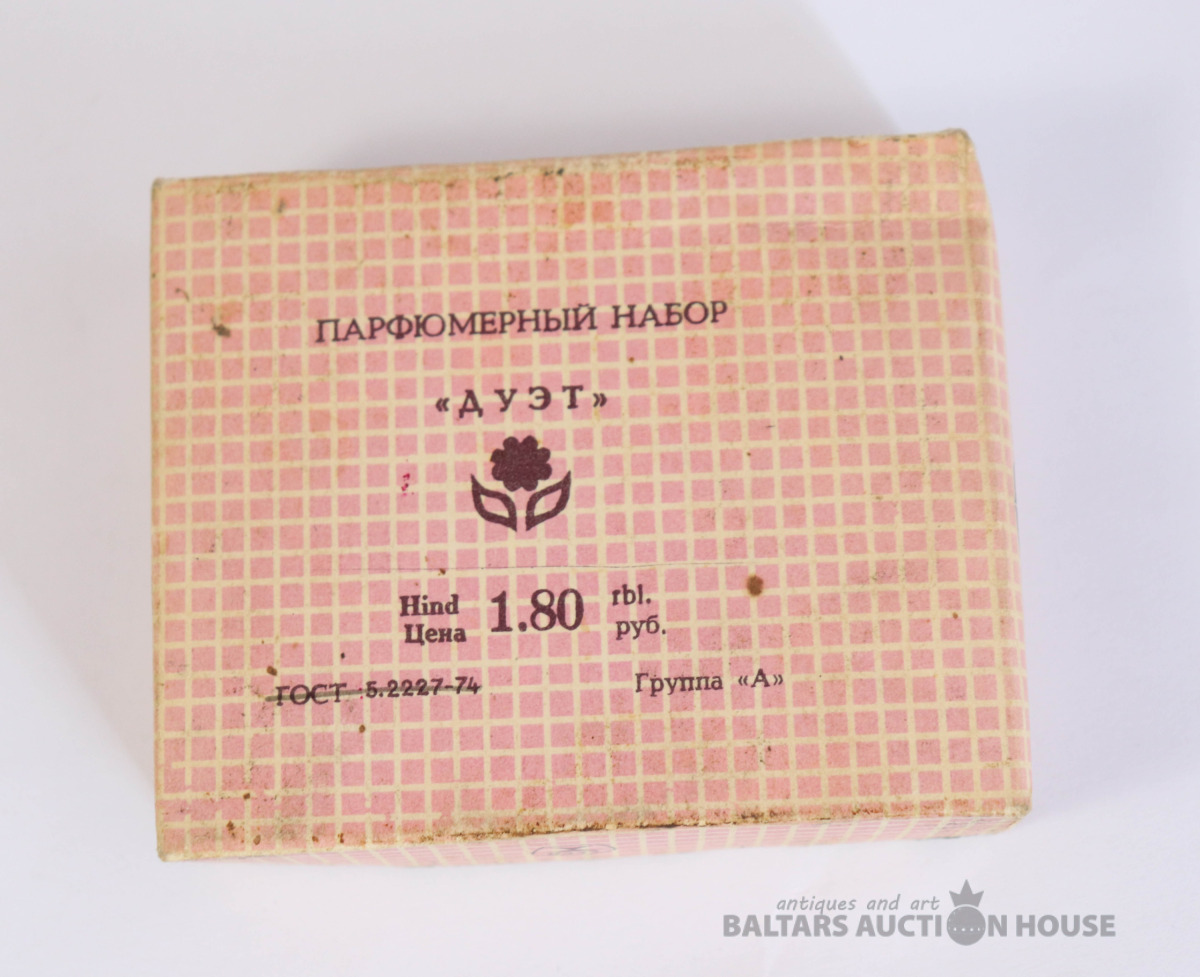 ПАРФЮМЕРНЫЙ НАБОР
«ДУЭТ»
Hind 1.80 rbl.
Цена руб.
ГОСТ 5.2227-74 Группа «А»
antiques and art
BALTARS AUCTION HOUSE